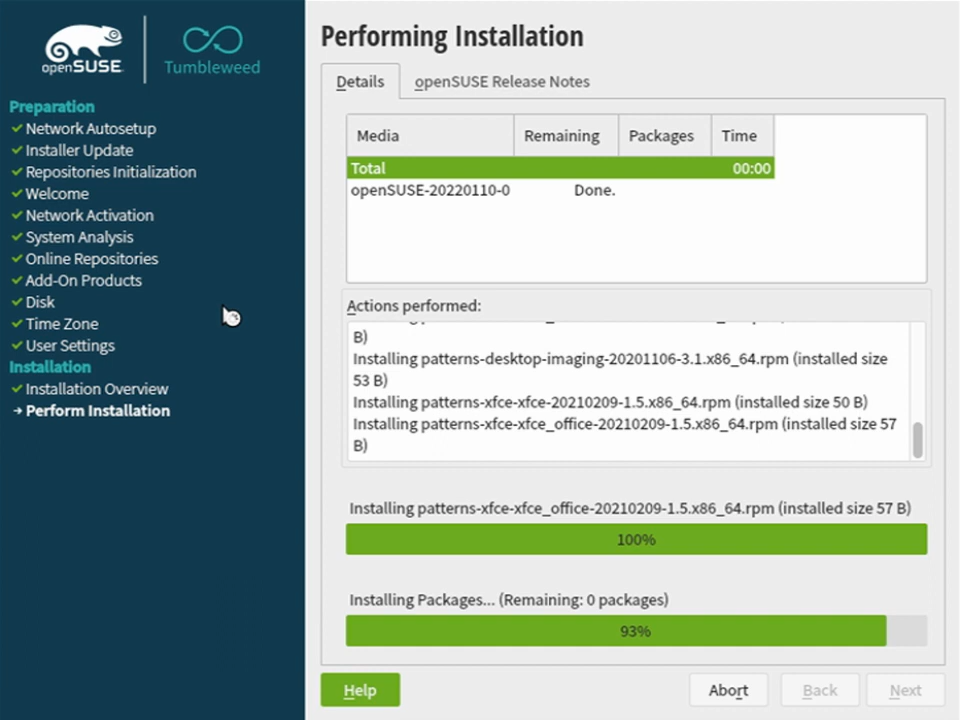 openSUSE
Tumbleweed
Preparation
Network Autosetup
Installer Update
Repositories Initialization
Welcome
Network Activation
System Analysis
Online Repositories
Add-On Products
Disk
Time Zone
User Settings
Installation
Installation Overview
Perform Installation
Performing Installation
Details
openSUSE Release Notes
Media Remaining Packages Time
Total 00:00
openSUSE-20220110-0 Done.
Actions performed:
B)
Installing patterns-desktop-imaging-20201106-3.1.x86_64.rpm (installed size
53 B)
Installing patterns-xfce-xfce-20210209-1.5.x86_64.rpm (installed size 50 B)
Installing patterns-xfce-xfce_office-20210209-1.5.x86_64.rpm (installed size 57
B)
Installing patterns-xfce-xfce_office-20210209-1.5.x86_64.rpm (installed size 57 B)
100%
Installing Packages... (Remaining: 0 packages)
93%
Help
Abort
Back
Next